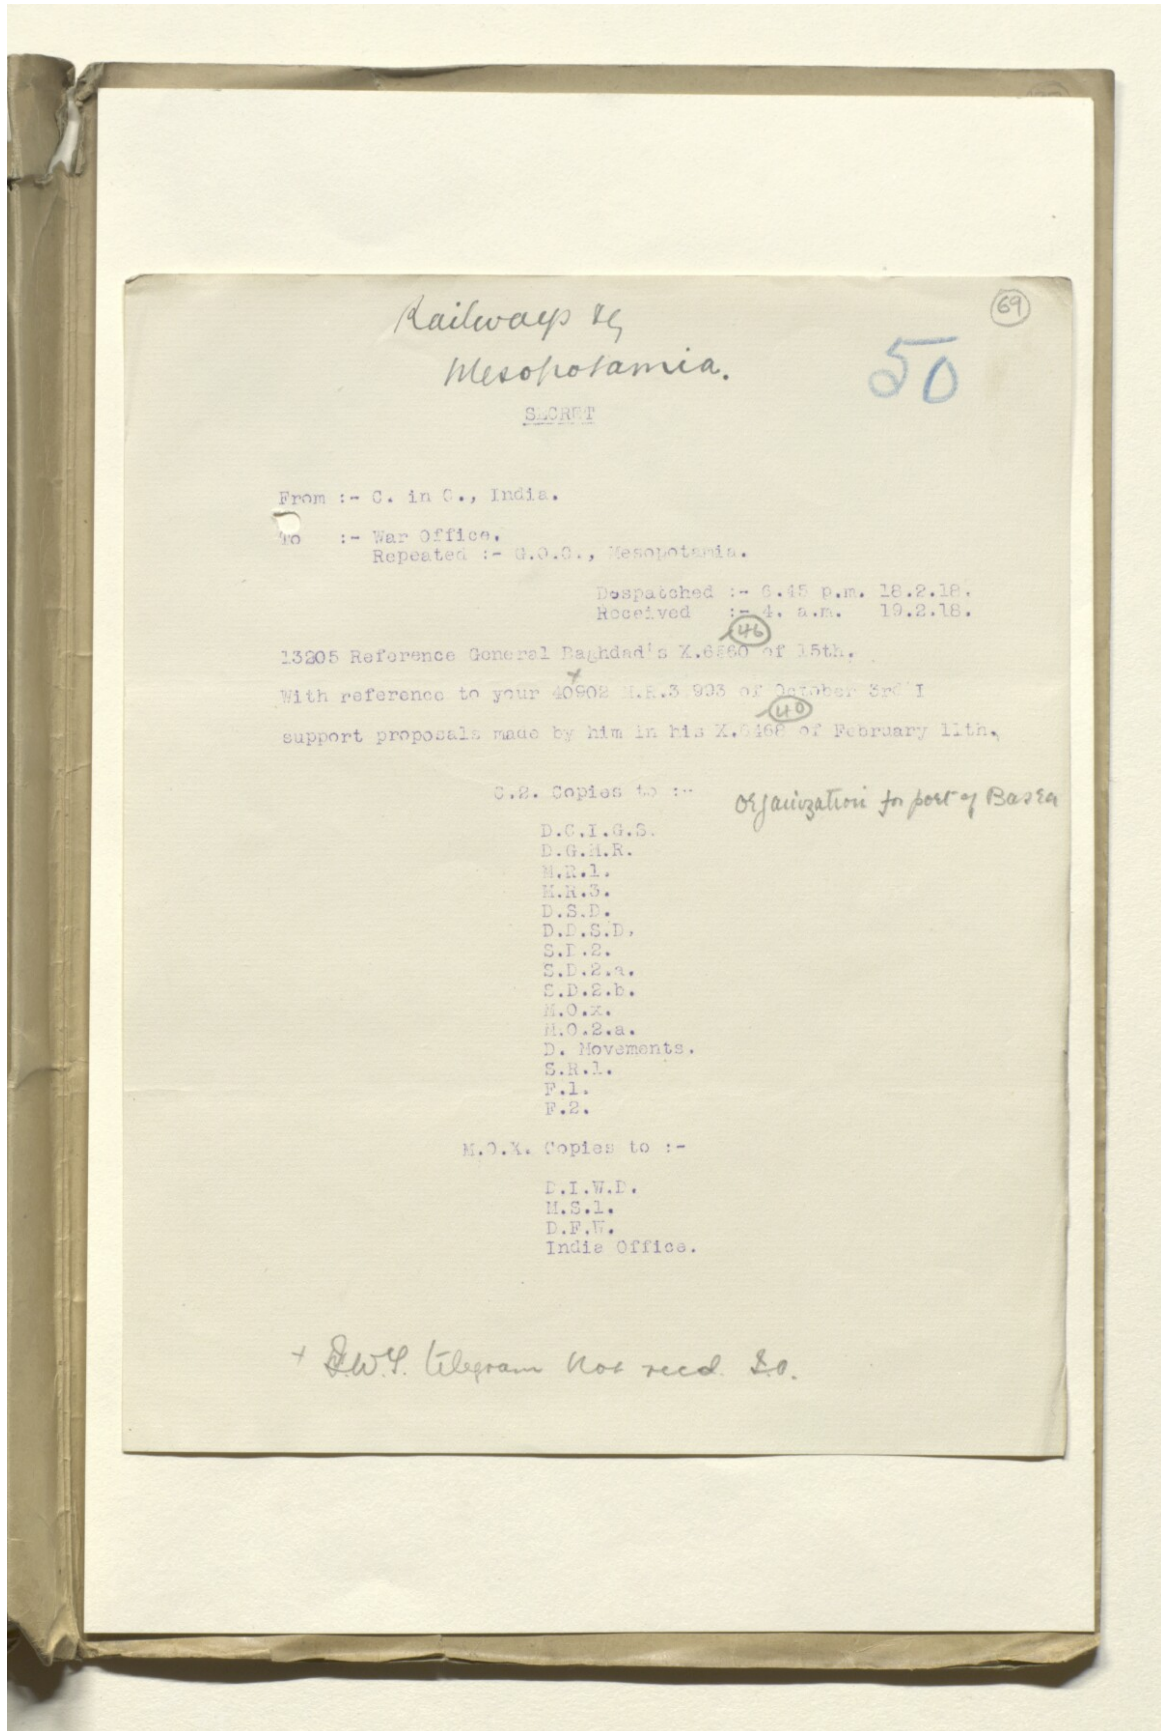 69
Railways &c
Mesopotamia.
50
SECRET
From :- C. in C., India.
To :- War Office.
Repeated :- G.O.C., Mesopotamia.
Despatched :- 6.45 p.m. 18.2.18.
Received :- 4. a.m. 19.2.18.
46
13205 Reference General Baghdad's X.6560 of 15th.
+
With reference to your 40902 M.R.3 993 of October 3rd I
40
support proposals made by him in his X.6468 of February 11th.
C.2. Copies to :-
Organization for port of Basra
D.C.I.G.S.
D.G.M.R.
M.R.1.
M.R.3.
D.S.D.
D.D.S.D.
S.D.2.
S.D.2.a.
S.D.2.b.
M.O.x.
M.O.2.a.
D. Movements.
S.R.1.
F.1.
F.2.
M.O.X. Copies to :-
D.I.W.D.
M.S.1.
D.F.W.
India Office.
+ telegram not recd. I.O.